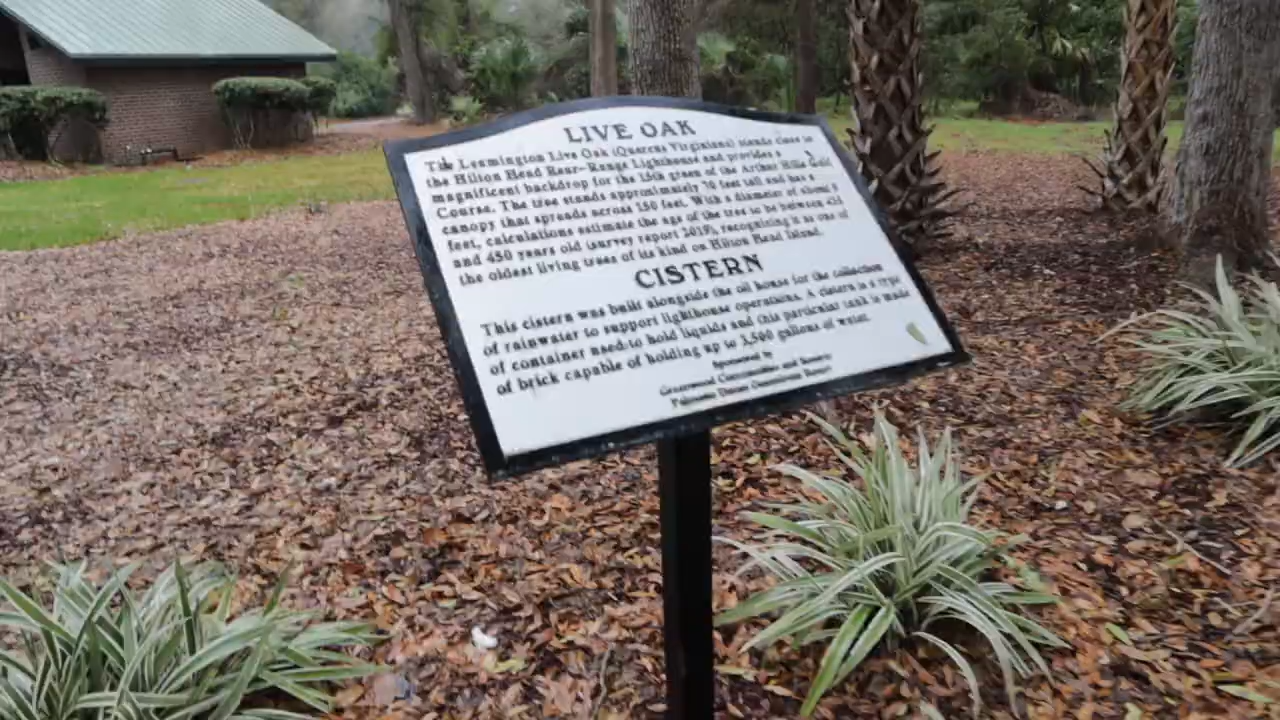 LIVE OAK
The Leamington Live Oak (Quercus Virginiana) stands close to
the Hilton Head Rear-Range Lighthouse and provides a
magnificent backdrop for the 15th green of the Arthur Hills Golf
Course. The tree stands approximately 70 feet tall and has a
canopy that spreads across 150 feet. With a diameter of about
feet, calculations estimate the age of the tree to be between
and 450 years old (survey report 2019), recognizing it as one of
the oldest living trees of its kind on Hilton Head Island.
CISTERN
This cistern was built alongside the oil house for the collection
of rainwater to support lighthouse operations. A cistern is a type
of container used to hold liquids and this particular tank is made
of brick capable of holding up to 3,500 gallons of water.
Sponsored by
Greenwood Communities and Resorts
Palmetto Dunes Oceanfront Resort